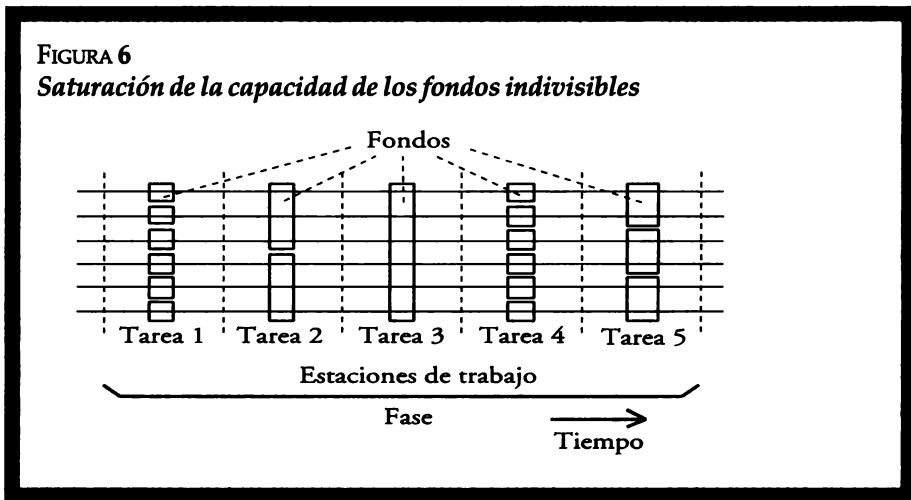 FIGURA 6
Saturación de la capacidad de los fondos indivisibles
Fondos
Tarea 1 Tarea 2 Tarea 3 Tarea 4 Tarea 5
Estaciones de trabajo
Fase
Tiempo